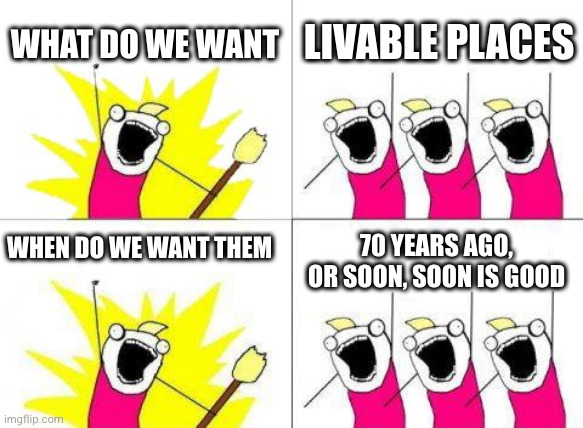 WHAT DO WE WANT
LIVABLE PLACES
WHEN DO WE WANT THEM
70 YEARS AGO,
OR SOON, SOON IS GOOD
imgflip.com